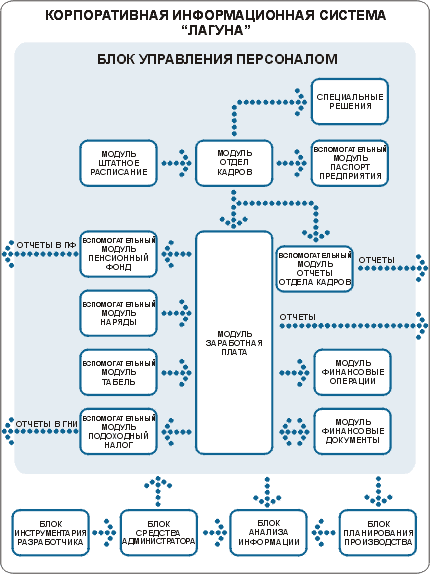 КОРПОРАТИВНАЯ ИНФОРМАЦИОННАЯ СИСТЕМА
“ЛАГУНА”
БЛОК УПРАВЛЕНИЯ ПЕРСОНАЛОМ
СПЕЦИАЛЬНЫЕ
РЕШЕНИЯ
МОДУЛЬ
ШТАТНОЕ
РАСПИСАНИЕ
МОДУЛЬ
ОТДЕЛ
КАДРОВ
ВСПОМОГАТЕЛЬНЫЙ
МОДУЛЬ
ПАСПОРТ
ПРЕДПРИЯТИЯ
ОТЧЕТЫ В ПФ
ВСПОМОГАТЕЛЬНЫЙ
МОДУЛЬ
ПЕНСИОННЫЙ
ФОНД
ВСПОМОГАТЕЛЬНЫЙ
МОДУЛЬ
ОТЧЕТЫ
ОТДЕЛА КАДРОВ
ОТЧЕТЫ
ВСПОМОГАТЕЛЬНЫЙ
МОДУЛЬ
НАРЯДЫ
МОДУЛЬ
ЗАРАБОТНАЯ
ПЛАТА
ОТЧЕТЫ
ВСПОМОГАТЕЛЬНЫЙ
МОДУЛЬ
ТАБЕЛЬ
МОДУЛЬ
ФИНАНСОВЫЕ
ОПЕРАЦИИ
ОТЧЕТЫ В ГНИ
ВСПОМОГАТЕЛЬНЫЙ
МОДУЛЬ
ПОДОХОДНЫЙ
НАЛОГ
МОДУЛЬ
ФИНАНСОВЫЕ
ДОКУМЕНТЫ
БЛОК
ИНСТРУМЕНТАРИЯ
РАЗРАБОТЧИКА
БЛОК
СРЕДСТВА
АДМИНИСТРАТОРА
БЛОК
АНАЛИЗА
ИНФОРМАЦИИ
БЛОК
ПЛАНИРОВАНИЯ
ПРОИЗВОДСТВА